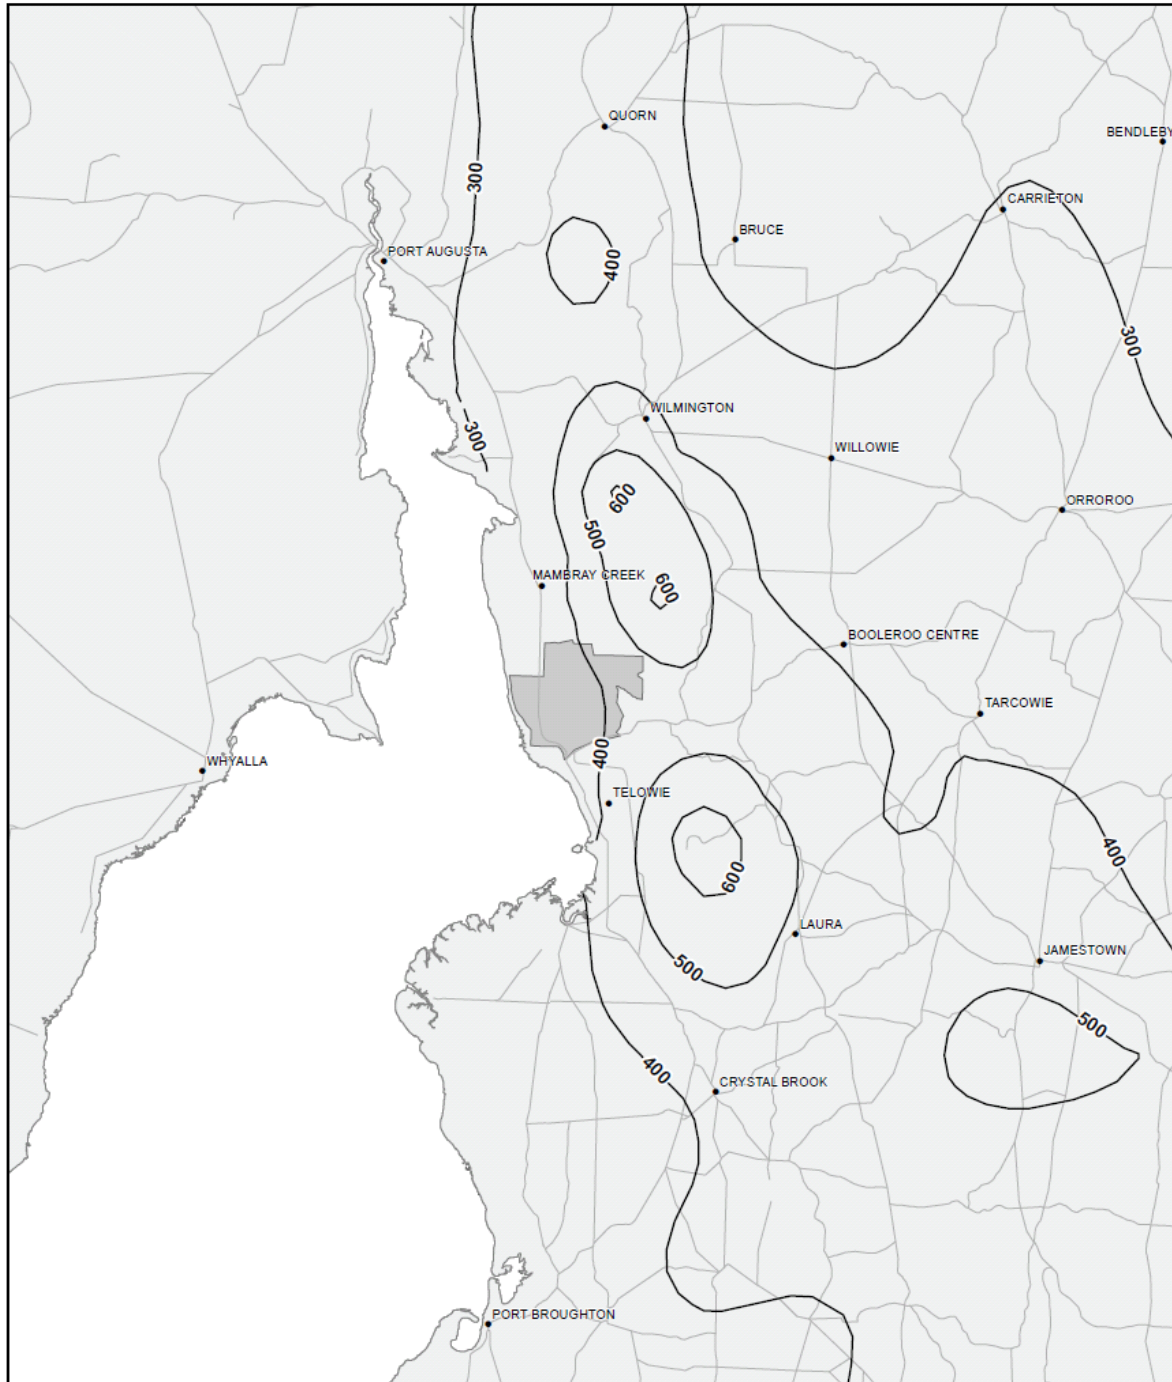 QUORN
BENDLEBY
300
CARRIETON
BRUCE
PORT AUGUSTA
400
300
WILMINGTON
300
WILLOWIE
600
ORROROO
500
MAMBRAY CREEK
600
BOOLEROO CENTRE
TARCOWIE
400
WHYALLA
TELOWIE
400
600
LAURA
JAMESTOWN
500
500
400
CRYSTAL BROOK
PORT BROUGHTON